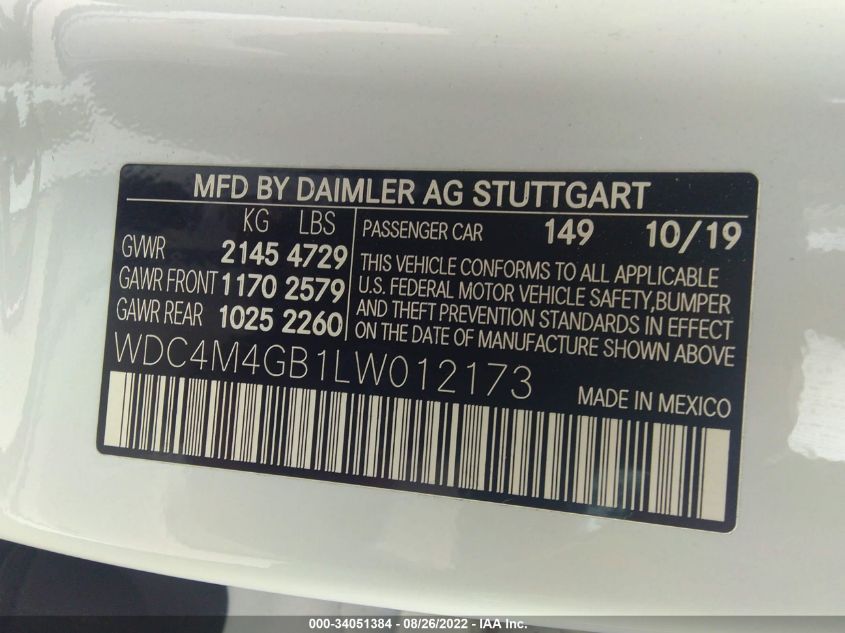 MFD BY DAIMLER AG STUTTGART
KG LBS
GVWR 2145 4729
GAWR FRONT 1170 2579
GAWR REAR 1025 2260
PASSENGER CAR 149 10/19
THIS VEHICLE CONFORMS TO ALL APPLICABLE
U.S. FEDERAL MOTOR VEHICLE SAFETY,BUMPER
AND THEFT PREVENTION STANDARDS IN EFFECT
ON THE DATE OF MANUFACTURE SHOWN ABOVE
WDC4M4GB1LW012173
MADE IN MEXICO
000-34051384 - 08/26/2022 - IAA Inc.